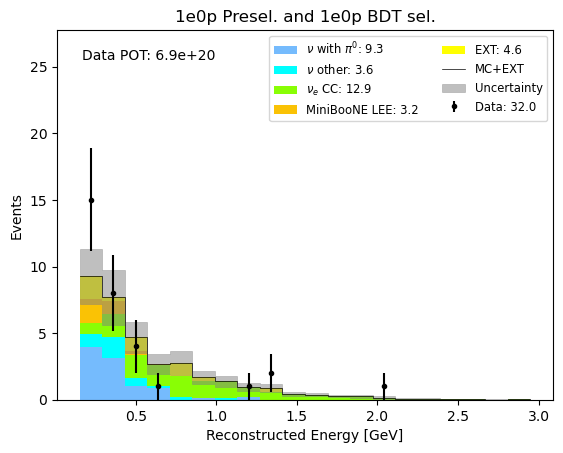 1e0p Presel. and 1e0p BDT sel.
Data POT: 6.9e+20
ν with π⁰: 9.3
ν other: 3.6
νₑ CC: 12.9
MiniBooNE LEE: 3.2
EXT: 4.6
MC+EXT
Uncertainty
Data: 32.0
Events
25
20
15
10
5
0
0.5 1.0 1.5 2.0 2.5 3.0
Reconstructed Energy [GeV]